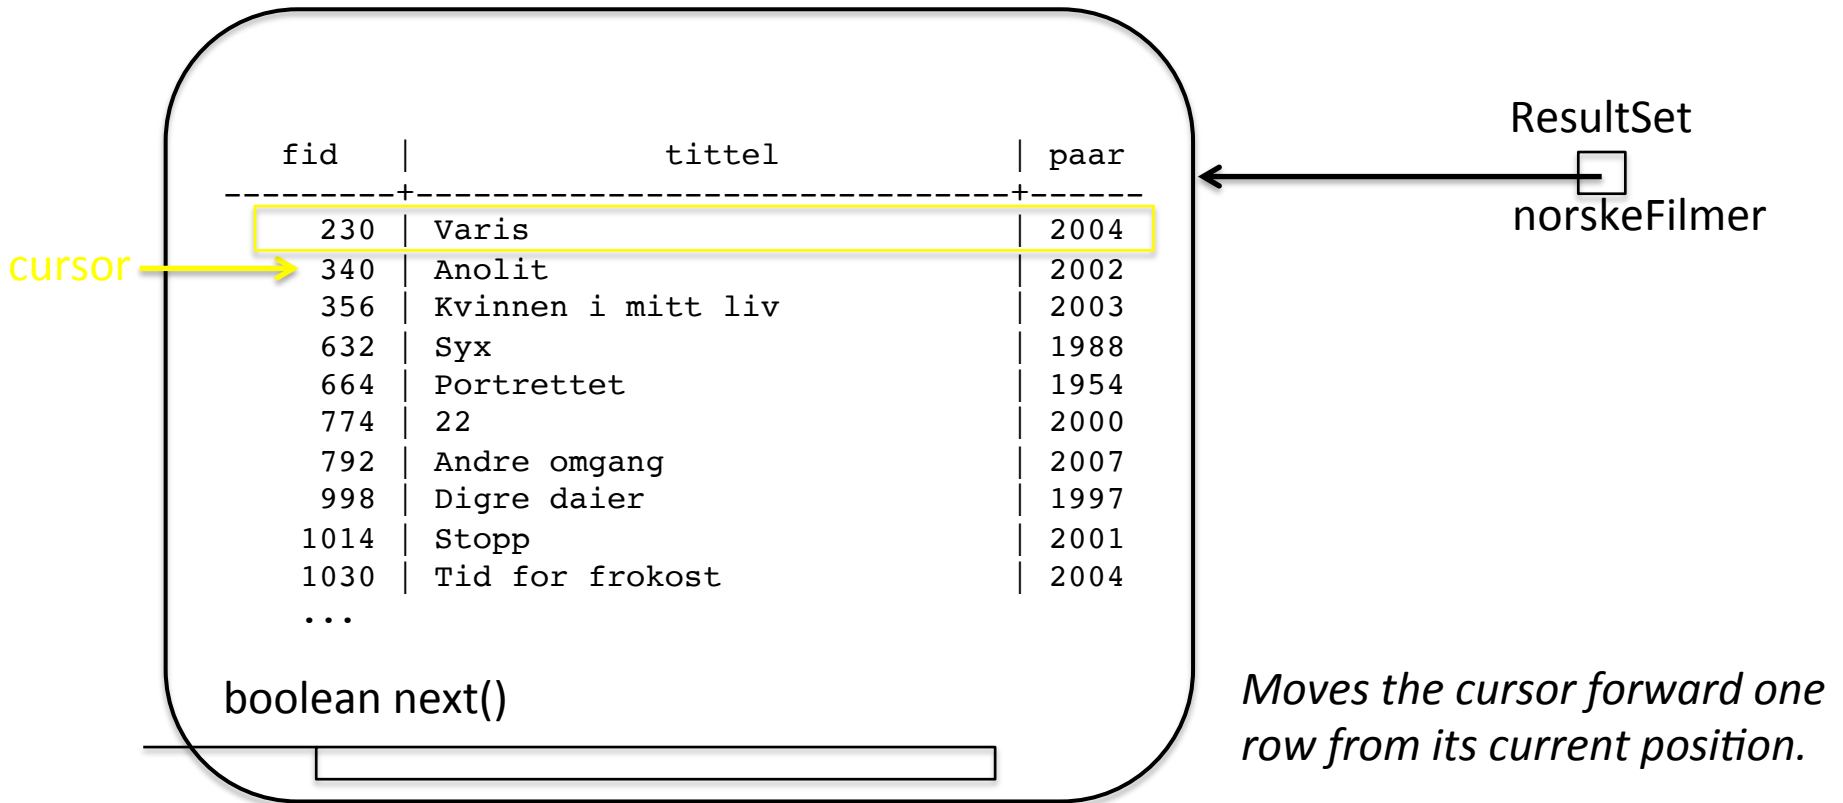 ResultSet
fid | tittel | paar
---------+-------------------------------+------
norskeFilmer
230 | Varis | 2004
cursor
340 | Anolit | 2002
356 | Kvinnen i mitt liv | 2003
632 | Syx | 1988
664 | Portrettet | 1954
774 | 22 | 2000
792 | Andre omgang | 2007
998 | Digre daier | 1997
1014 | Stopp | 2001
1030 | Tid for frokost | 2004
...
boolean next()
Moves the cursor forward one
row from its current position.